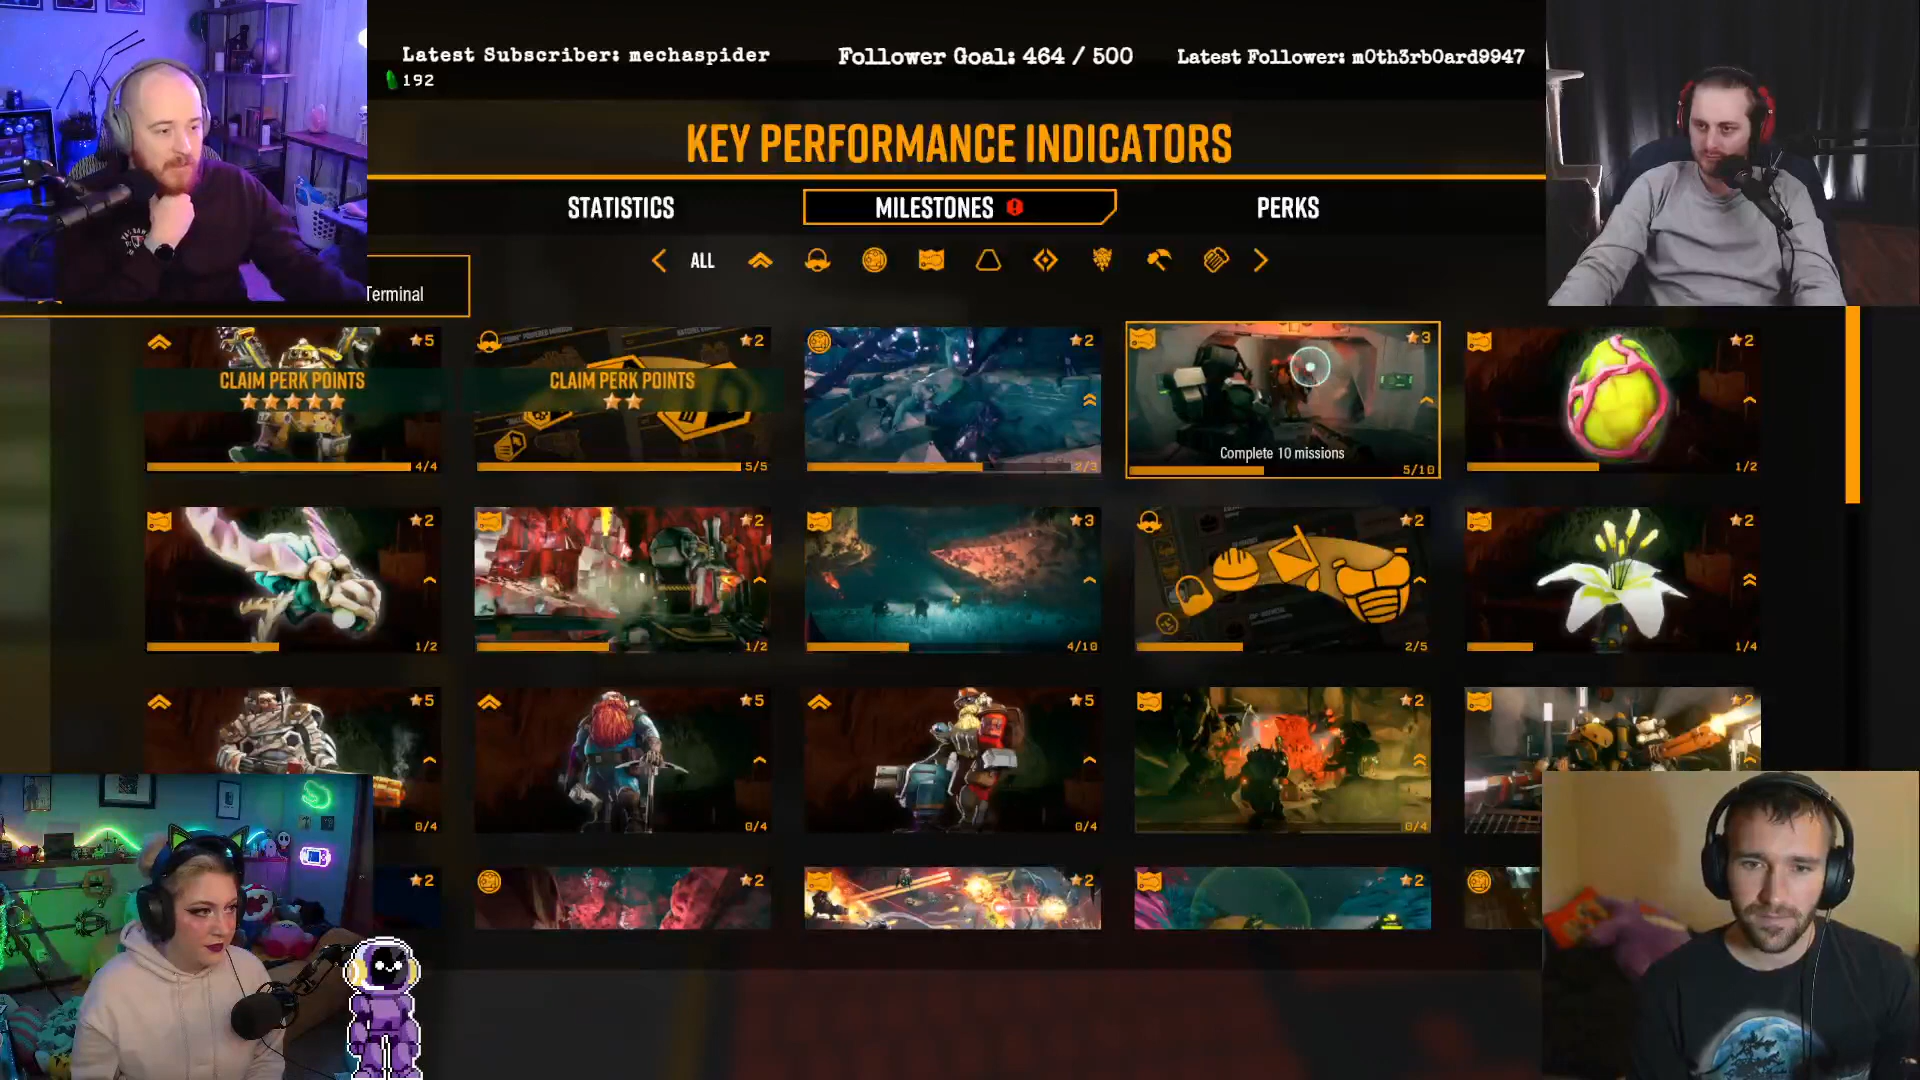 Latest Subscriber: mechaspider
Follower Goal: 464 / 500
Latest Follower: m0th3rb0ard9947
192
KEY PERFORMANCE INDICATORS
STATISTICS
MILESTONES
PERKS
ALL
Terminal
5
CLAIM PERK POINTS
4/4
2
CLAIM PERK POINTS
5/5
2
2/3
3
Complete 10 missions
5/10
2
1/2
2
1/2
2
1/2
3
4/10
2
2/5
2
1/4
5
0/4
5
0/4
5
0/4
2
0/4
2
2
2
2
2